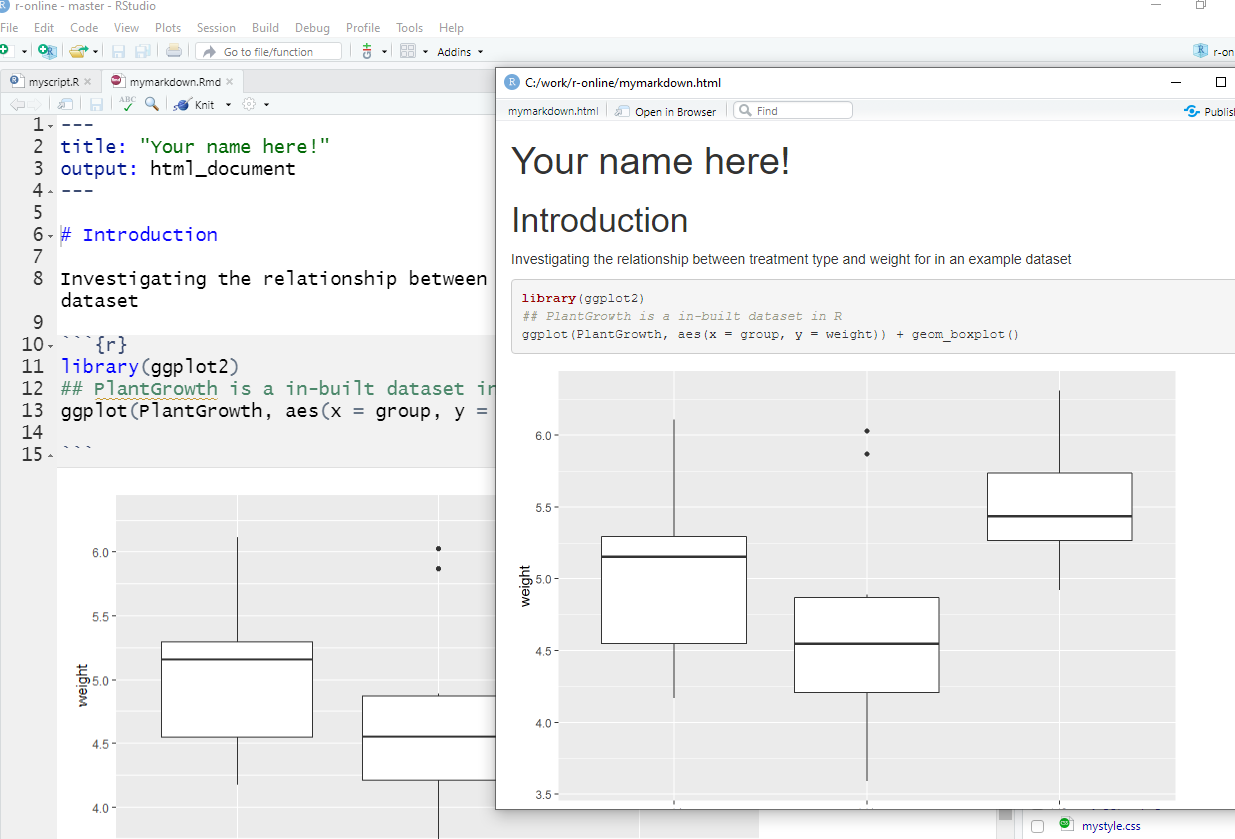 r-online - master - RStudio
File Edit Code View Plots Session Build Debug Profile Tools Help
Go to file/function Addins r-on
myscript.R mymarkdown.Rmd
ABC Knit
1 ---
2 title: "Your name here!"
3 output: html_document
4 ---
5
6 # Introduction
7
8 Investigating the relationship between
dataset
9
10 ```{r}
11 library(ggplot2)
12 ## PlantGrowth is a in-built dataset in
13 ggplot(PlantGrowth, aes(x = group, y =
14
15 ```
6.0
5.5
5.0
4.5
4.0
weight
C:/work/r-online/mymarkdown.html
mymarkdown.html Open in Browser Find Publis
Your name here!
Introduction
Investigating the relationship between treatment type and weight for in an example dataset
library(ggplot2)
## PlantGrowth is a in-built dataset in R
ggplot(PlantGrowth, aes(x = group, y = weight)) + geom_boxplot()
6.0
5.5
5.0
4.5
4.0
3.5
weight
mystyle.css